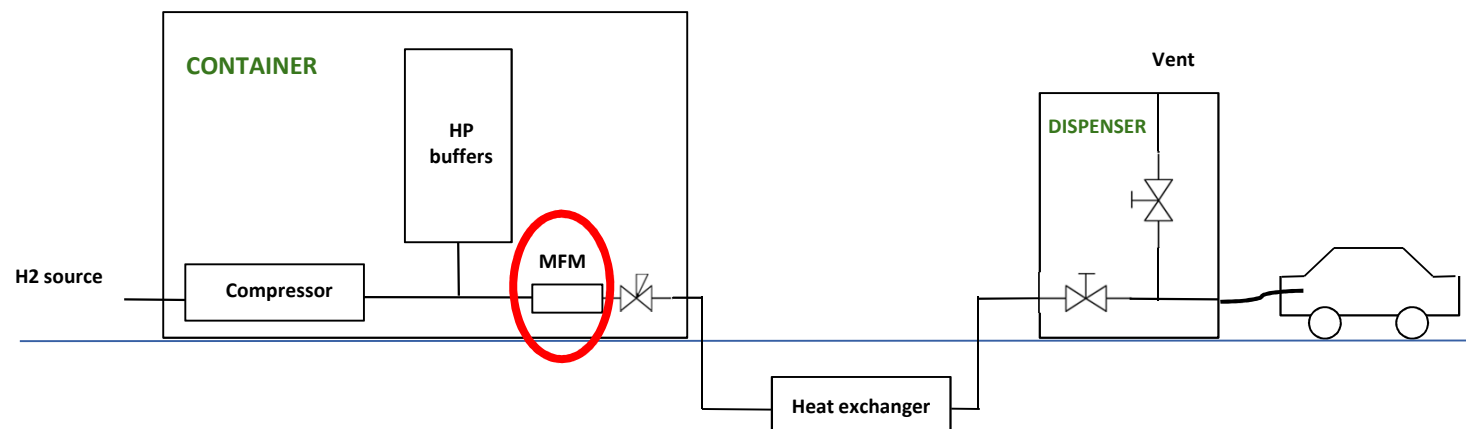 CONTAINER
HP
buffers
MFM
H2 source
Compressor
Heat exchanger
Vent
DISPENSER